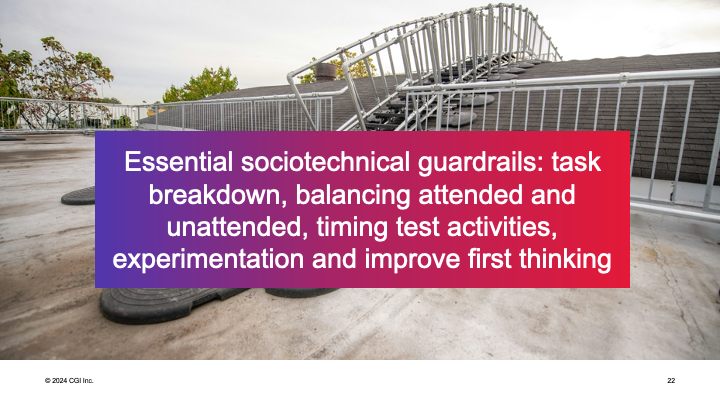 Essential sociotechnical guardrails: task
breakdown, balancing attended and
unattended, timing test activities,
experimentation and improve first thinking
© 2024 CGI Inc.
22